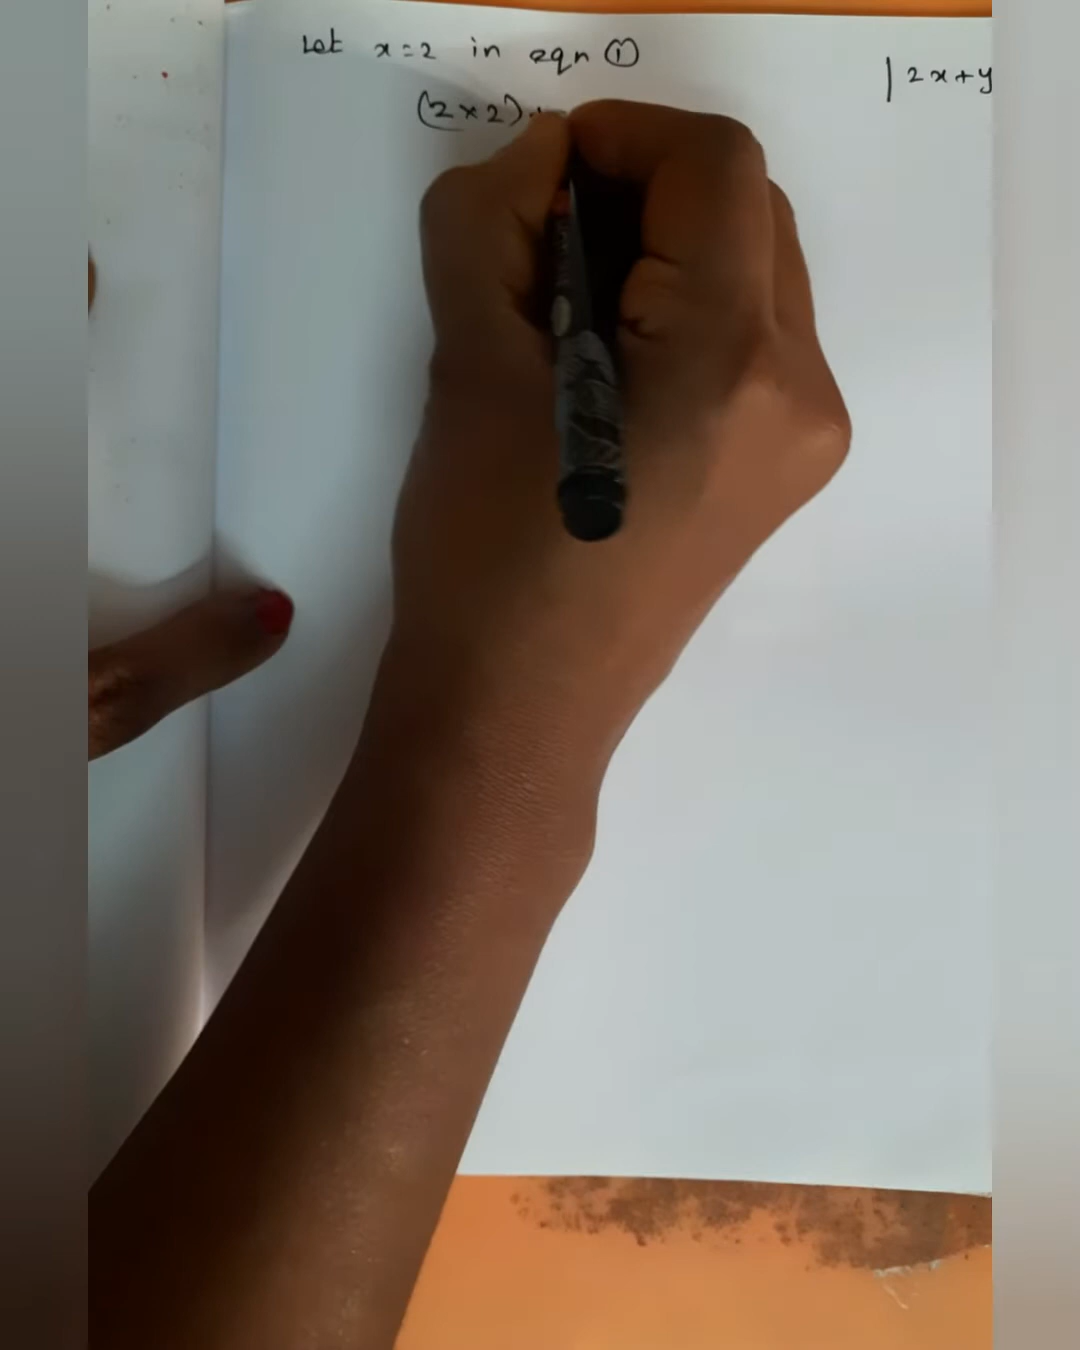 Let x=2 in eqn ①
| 2x+y
(2×2)